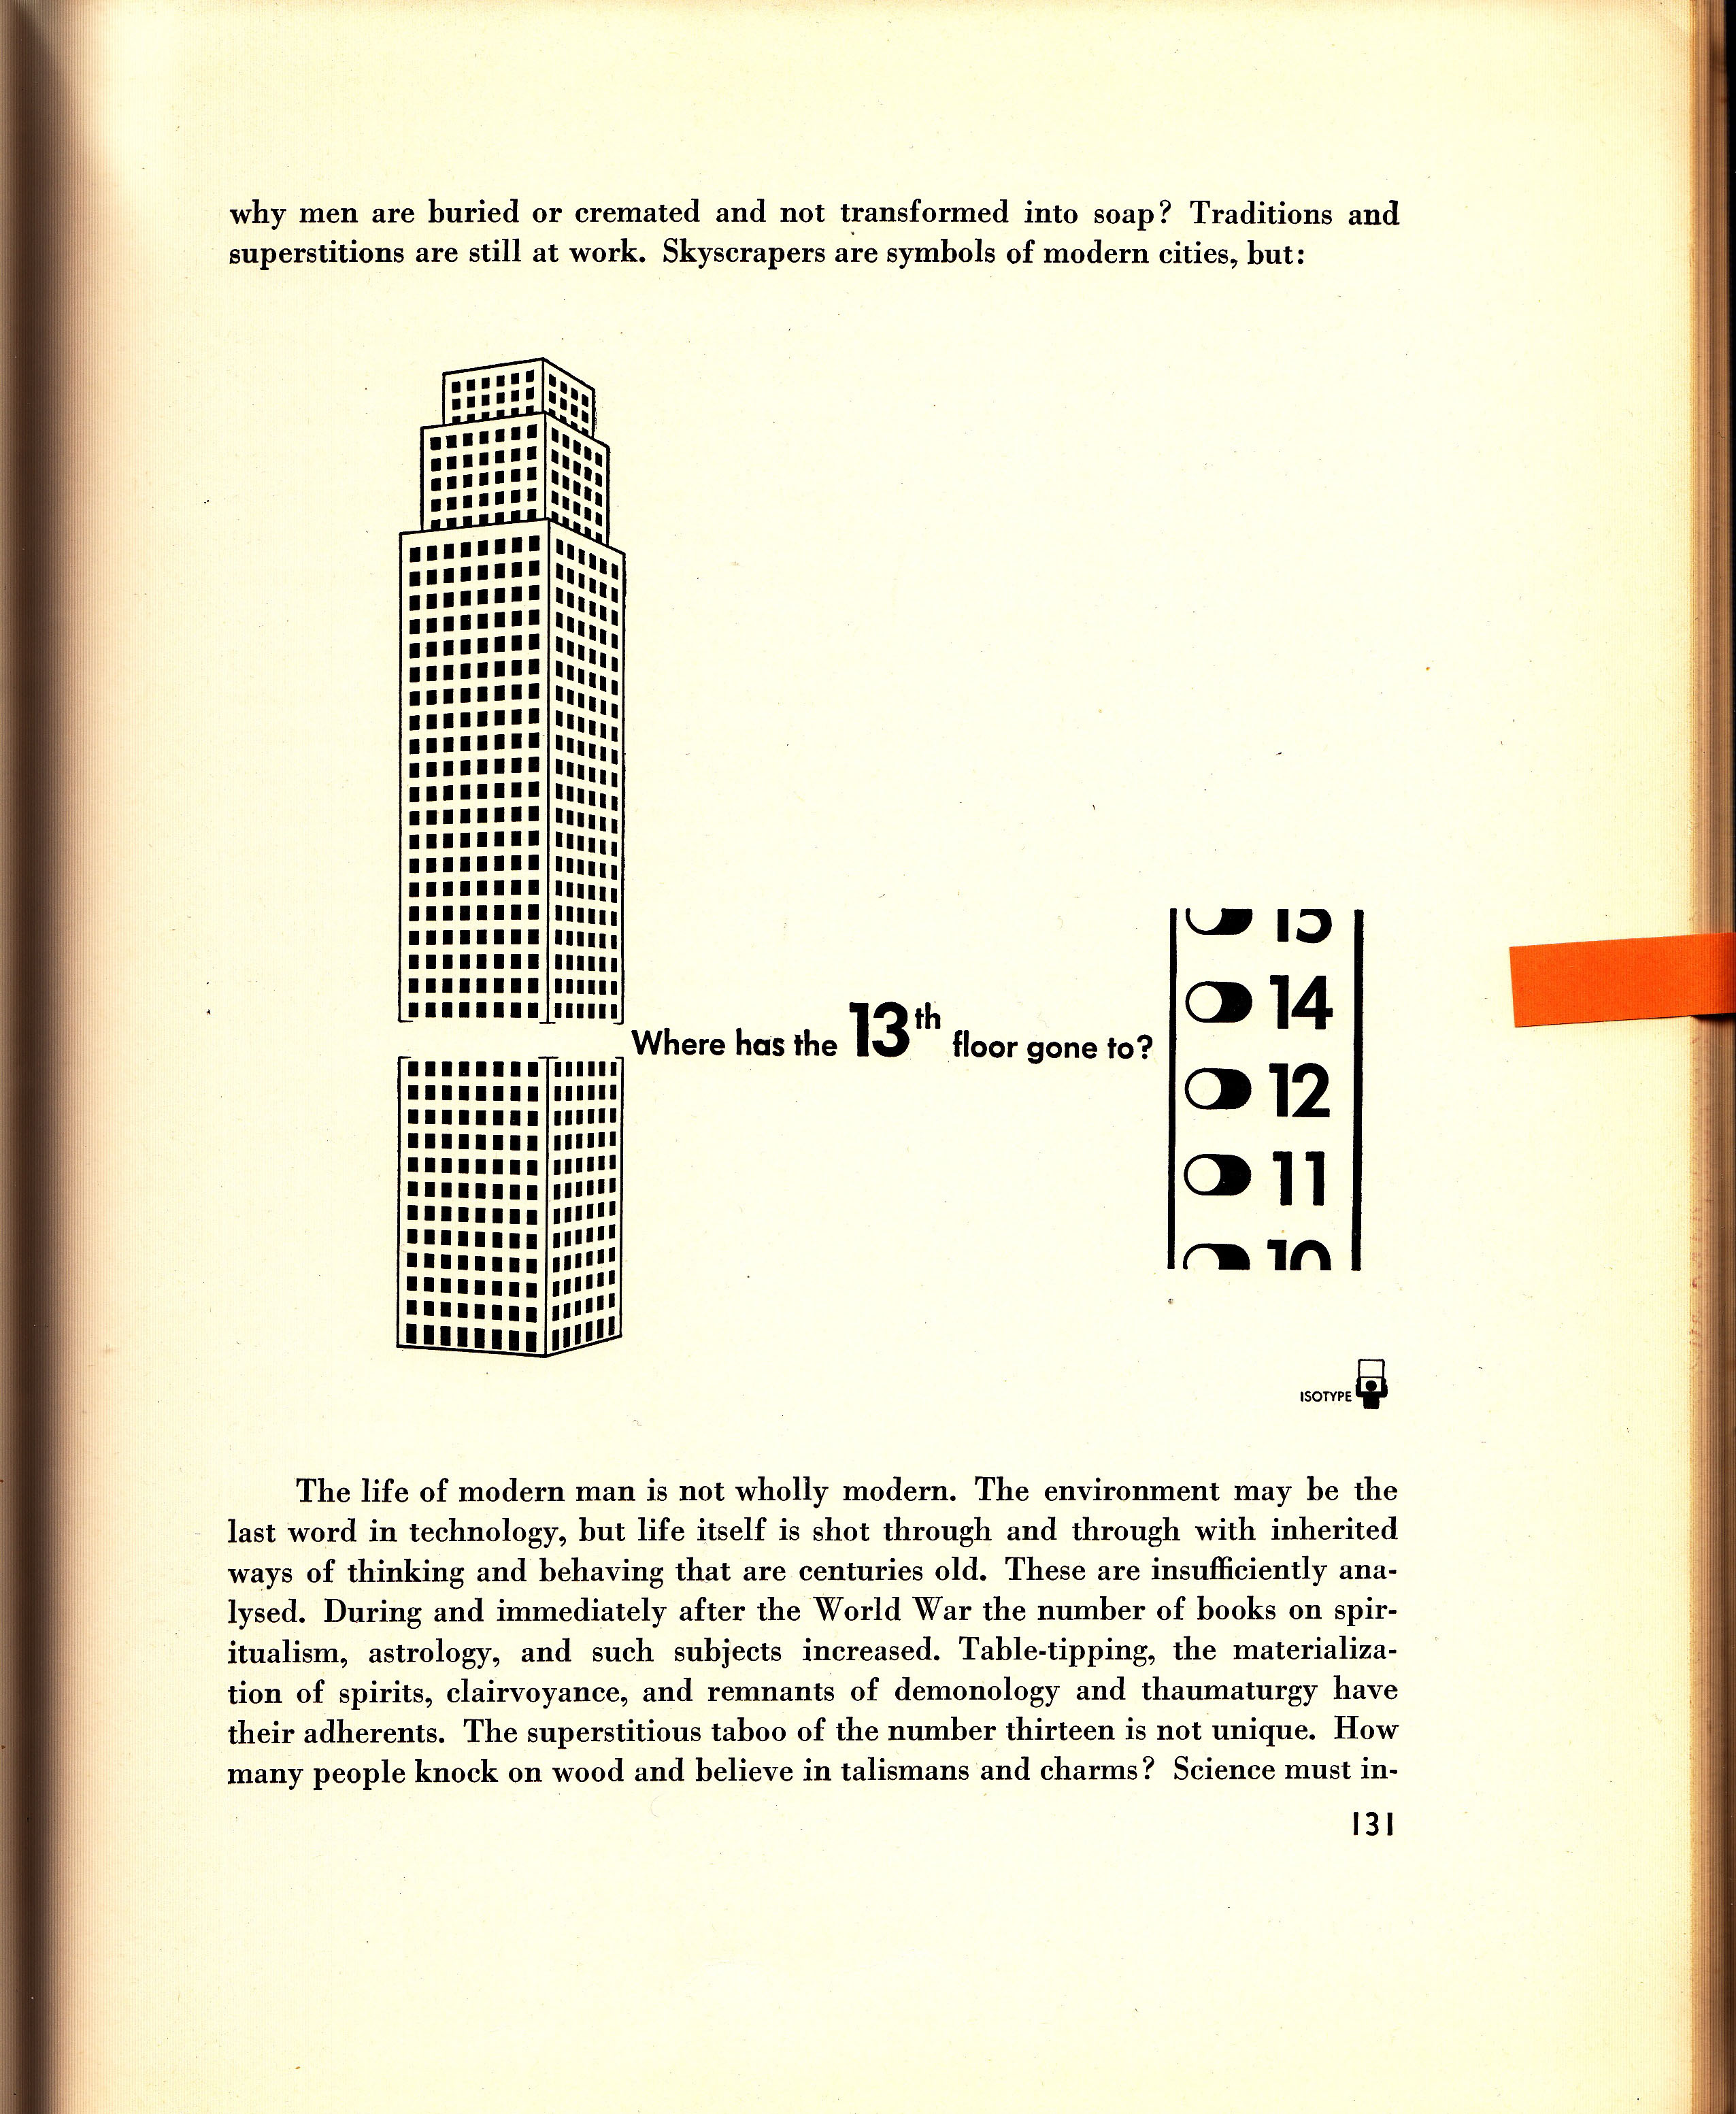 why men are buried or cremated and not transformed into soap? Traditions and
superstitions are still at work. Skyscrapers are symbols of modern cities, but:
15
14
Where has the 13th floor gone to?
12
11
10
ISOTYPE
The life of modern man is not wholly modern. The environment may be the
last word in technology, but life itself is shot through and through with inherited
ways of thinking and behaving that are centuries old. These are insufficiently ana-
lysed. During and immediately after the World War the number of books on spir-
itualism, astrology, and such subjects increased. Table-tipping, the materializa-
tion of spirits, clairvoyance, and remnants of demonology and thaumaturgy have
their adherents. The superstitious taboo of the number thirteen is not unique. How
many people knock on wood and believe in talismans and charms? Science must in-
131